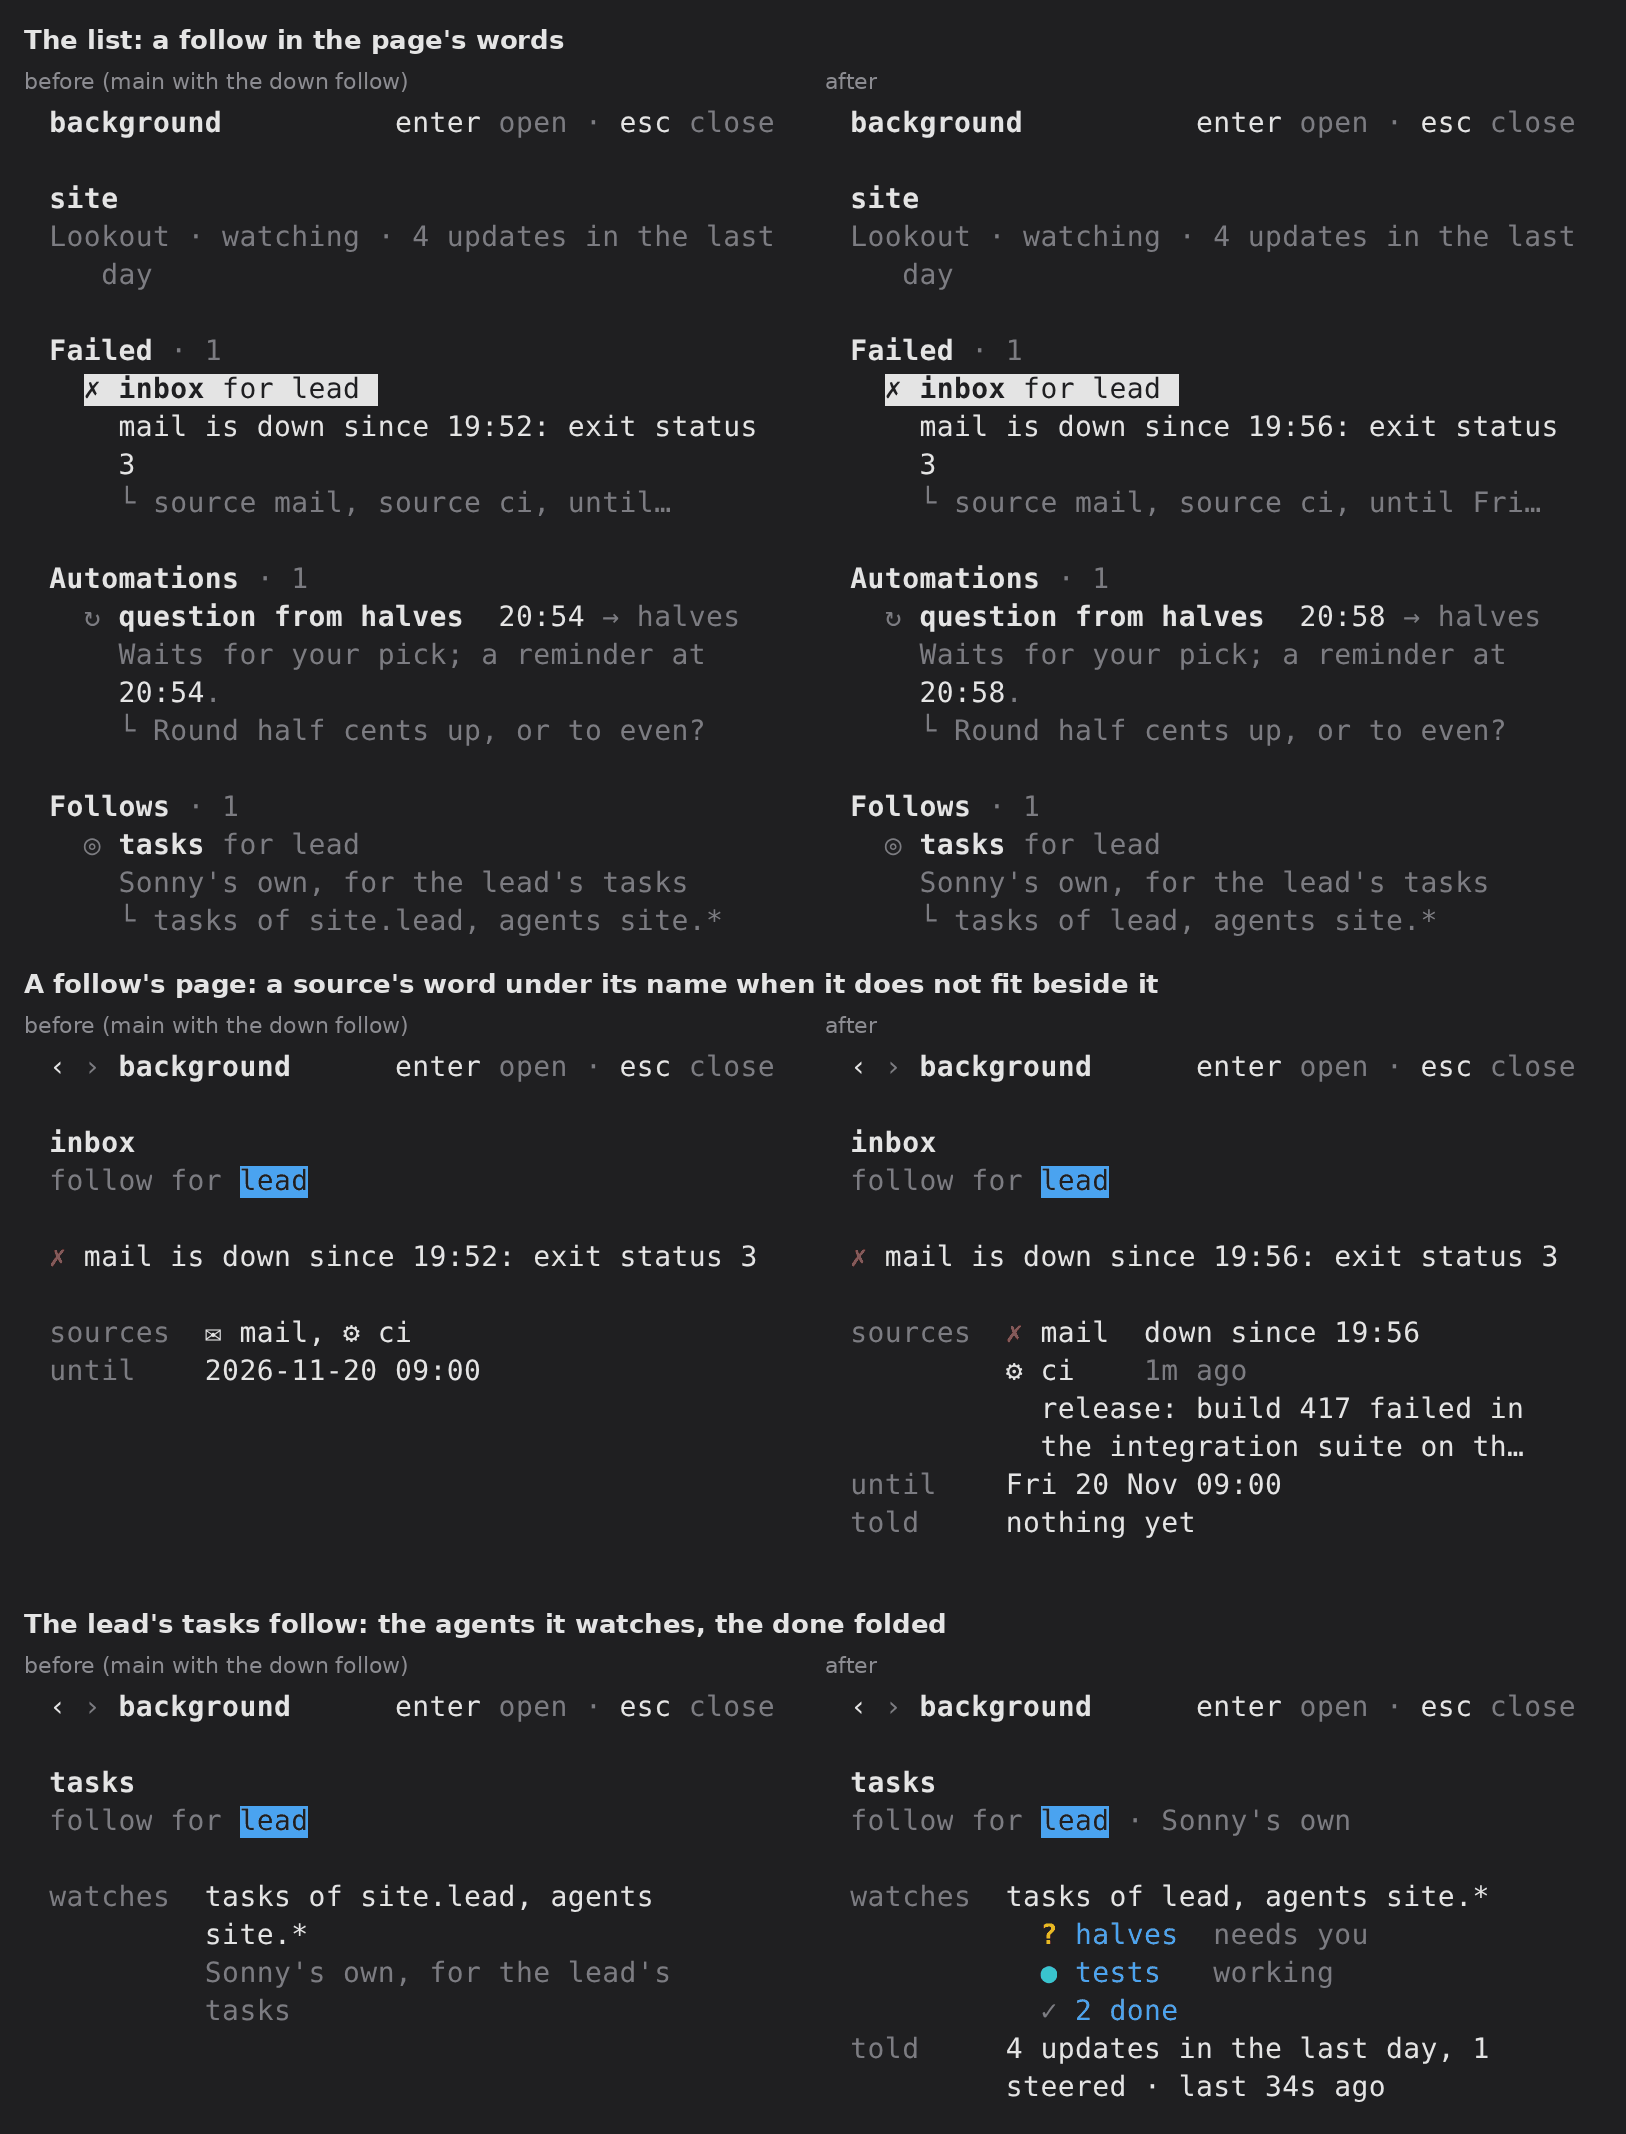 The list: a follow in the page's words
before (main with the down follow)
background enter open · esc close
site
Lookout · watching · 4 updates in the last
day
Failed · 1
✗ inbox for lead
mail is down since 19:52: exit status
3
└ source mail, source ci, until…
Automations · 1
↻ question from halves 20:54 → halves
Waits for your pick; a reminder at
20:54.
└ Round half cents up, or to even?
Follows · 1
◎ tasks for lead
Sonny's own, for the lead's tasks
└ tasks of site.lead, agents site.*
after
background enter open · esc close
site
Lookout · watching · 4 updates in the last
day
Failed · 1
✗ inbox for lead
mail is down since 19:56: exit status
3
└ source mail, source ci, until Fri…
Automations · 1
↻ question from halves 20:58 → halves
Waits for your pick; a reminder at
20:58.
└ Round half cents up, or to even?
Follows · 1
◎ tasks for lead
Sonny's own, for the lead's tasks
└ tasks of lead, agents site.*
A follow's page: a source's word under its name when it does not fit beside it
before (main with the down follow)
‹ › background enter open · esc close
inbox
follow for lead
✗ mail is down since 19:52: exit status 3
sources ✉ mail, ⚙ ci
until 2026-11-20 09:00
after
‹ › background enter open · esc close
inbox
follow for lead
✗ mail is down since 19:56: exit status 3
sources ✗ mail down since 19:56
⚙ ci 1m ago
release: build 417 failed in
the integration suite on th…
until Fri 20 Nov 09:00
told nothing yet
The lead's tasks follow: the agents it watches, the done folded
before (main with the down follow)
‹ › background enter open · esc close
tasks
follow for lead
watches tasks of site.lead, agents
site.*
Sonny's own, for the lead's
tasks
after
‹ › background enter open · esc close
tasks
follow for lead · Sonny's own
watches tasks of lead, agents site.*
? halves needs you
● tests working
✓ 2 done
told 4 updates in the last day, 1
steered · last 34s ago